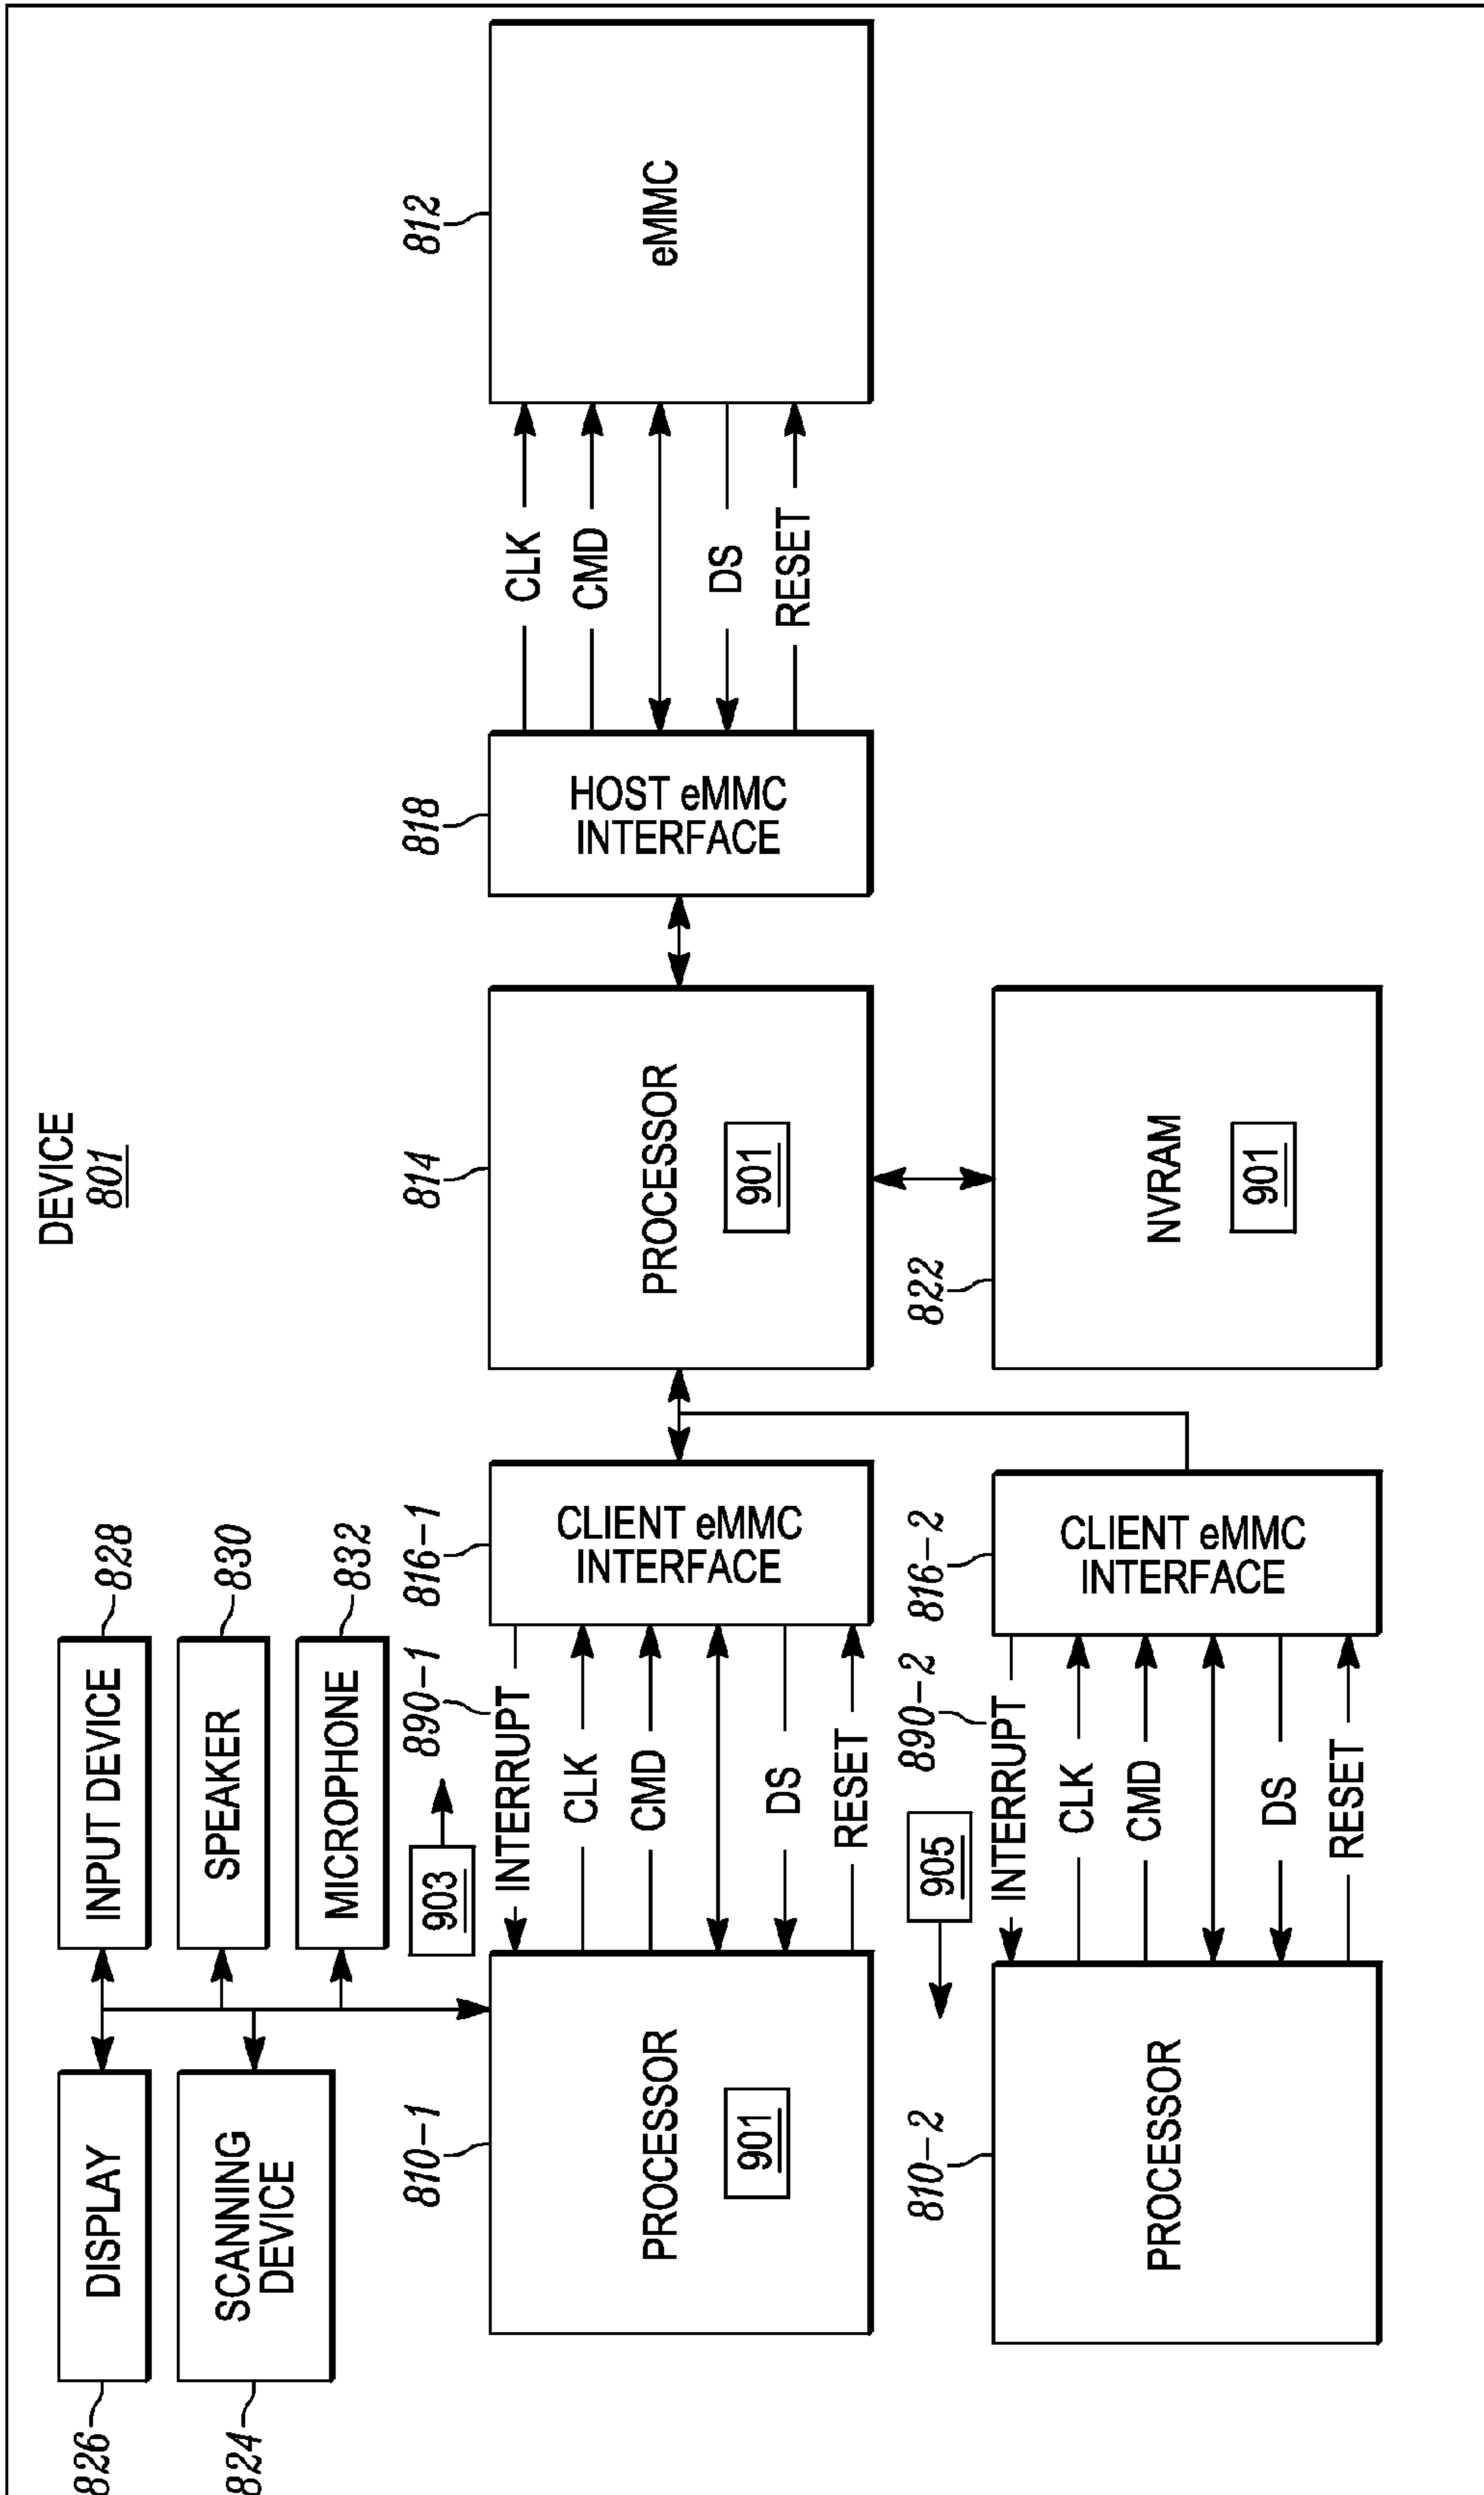 DEVICE
801
826
DISPLAY
INPUT DEVICE
828
824
SCANNING
DEVICE
SPEAKER
830
MICROPHONE
832
810-1
903
890-1
816-1
814
818
812
PROCESSOR
901
INTERRUPT
CLK
CMD
DS
RESET
CLIENT eMMC
INTERFACE
PROCESSOR
901
HOST eMMC
INTERFACE
CLK
CMD
DS
RESET
eMMC
810-2
905
890-2
816-2
822
PROCESSOR
INTERRUPT
CLK
CMD
DS
RESET
CLIENT eMMC
INTERFACE
NVRAM
901